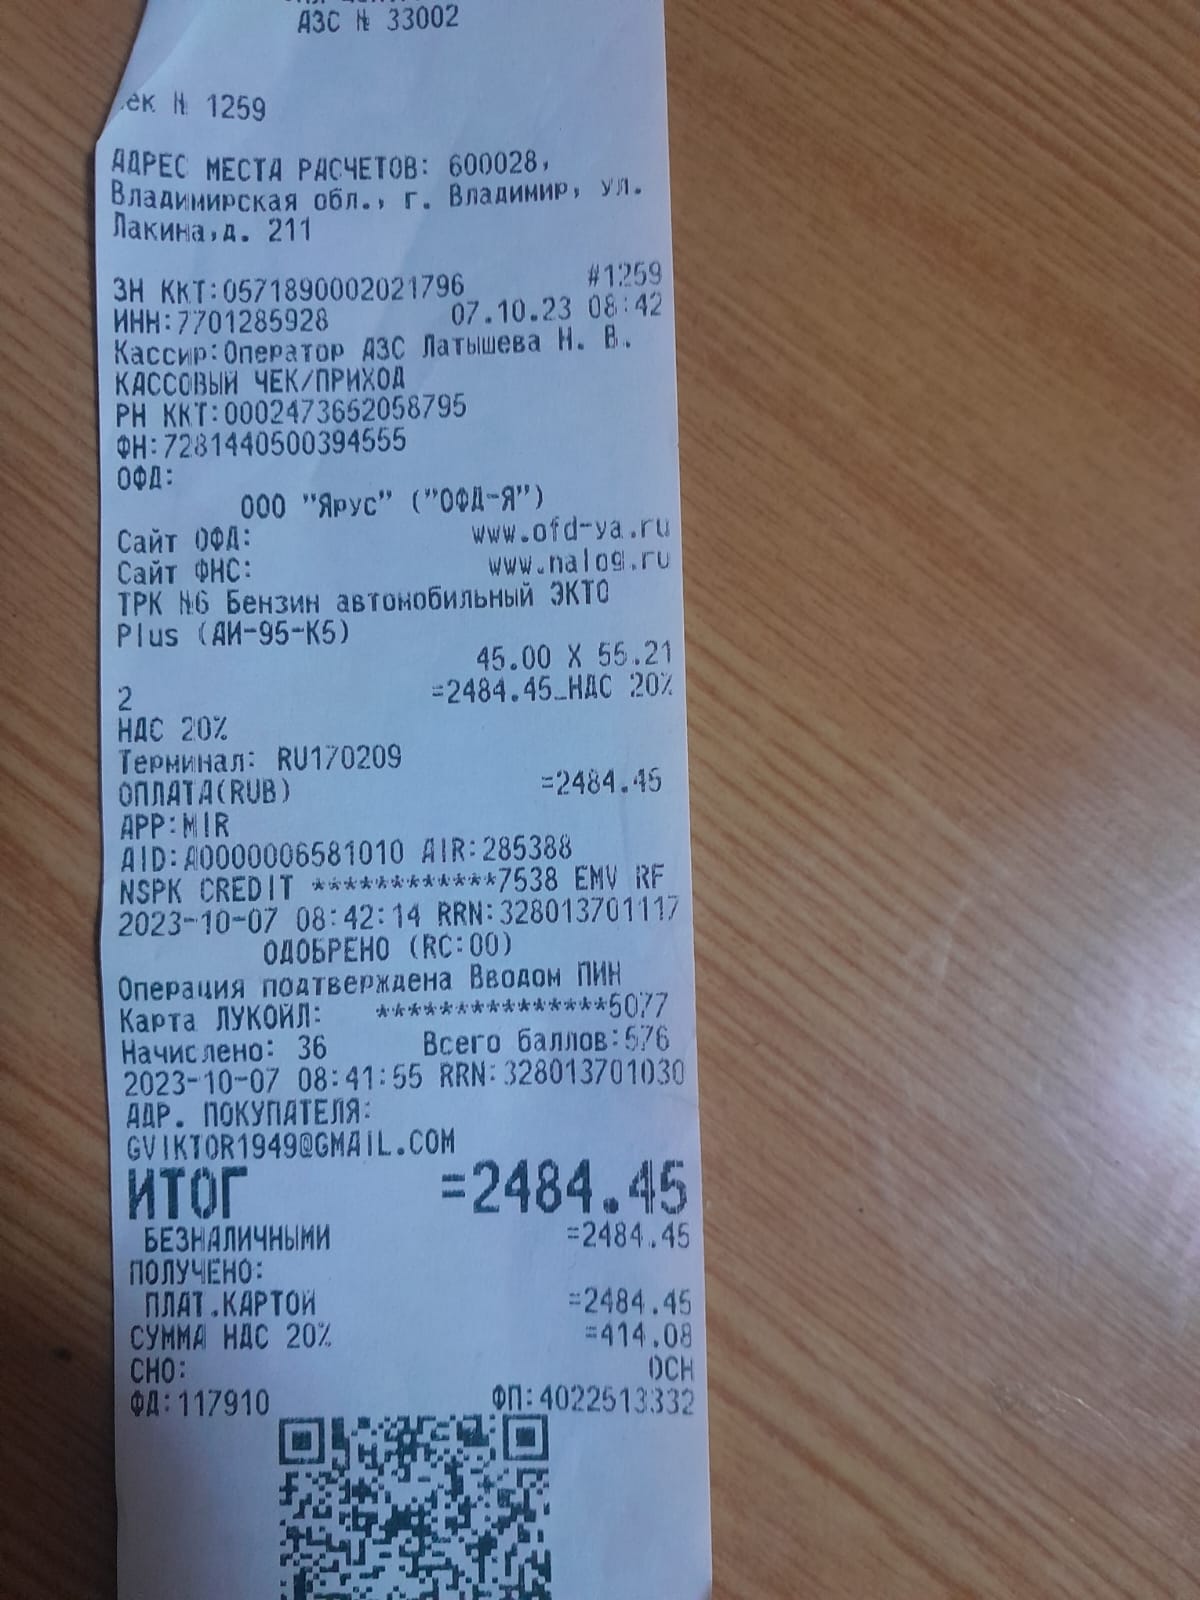 АЗС № 33002
ек № 1259
АДРЕС МЕСТА РАСЧЕТОВ: 600028,
Владимирская обл., г. Владимир, ул.
Лакина,д. 211
#1259
ЗН ККТ:0571890002021796
ИНН:7701285928 07.10.23 08:42
Кассир:Оператор АЗС Латышева Н. В.
КАССОВЫЙ ЧЕК/ПРИХОД
РН ККТ:0002473652058795
ФН:7281440500394555
ОФД:
ООО "Ярус" ("ОФД-Я")
Сайт ОФД: www.ofd-ya.ru
Сайт ФНС: www.nalog.ru
ТРК №6 Бензин автомобильный ЭКТО
Plus (АИ-95-К5)
45.00 X 55.21
2 =2484.45_НДС 20%
НДС 20%
Терминал: RU170209
ОПЛАТА(RUB) =2484.45
APP:MIR
AID:A0000006581010 AIR:285388
NSPK CREDIT ************7538 EMV RF
2023-10-07 08:42:14 RRN:328013701117
ОДОБРЕНО (RC:00)
Операция подтверждена Вводом ПИН
Карта ЛУКОЙЛ: ***************5077
Начислено: 36 Всего баллов:576
2023-10-07 08:41:55 RRN:328013701030
АДР. ПОКУПАТЕЛЯ:
GVIKTOR1949@GMAIL.COM
ИТОГ =2484.45
БЕЗНАЛИЧНЫМИ =2484.45
ПОЛУЧЕНО:
ПЛАТ.КАРТОЙ =2484.45
СУММА НДС 20% =414.08
СНО: ОСН
ФД:117910 ФП:4022513332